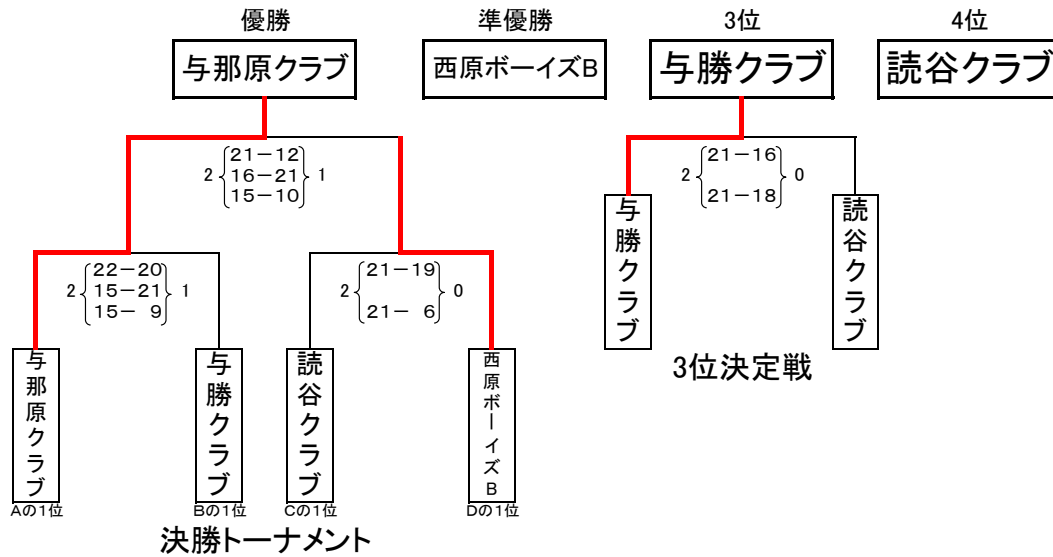 優勝
準優勝
3位
4位
与那原クラブ
西原ボーイズB
与勝クラブ
読谷クラブ
2 21－12 1
16－21
15－10
2 21－16 0
21－18
与勝クラブ
読谷クラブ
3位決定戦
2 22－20 1
15－21
15－ 9
2 21－19 0
21－ 6
与那原クラブ
与勝クラブ
読谷クラブ
西原ボーイズB
Aの1位
Bの1位
Cの1位
Dの1位
決勝トーナメント